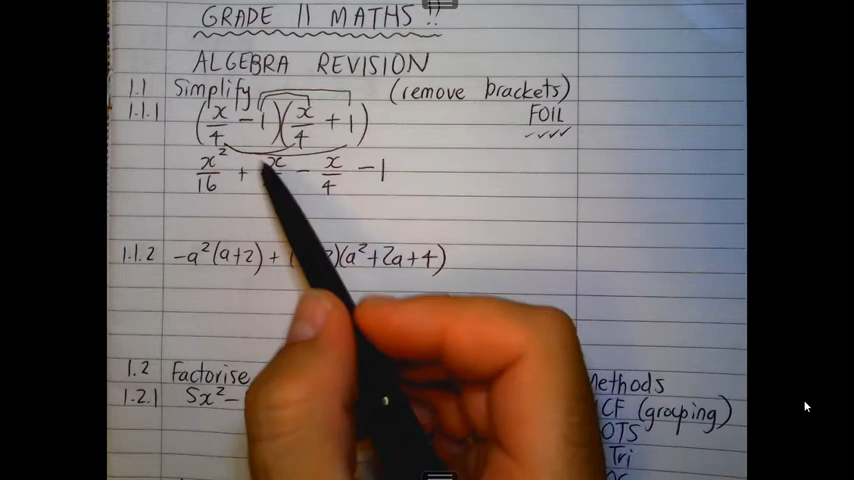 GRADE 11 MATHS!!
ALGEBRA REVISION
1.1 Simplify (remove brackets)
1.1.1 (x/4 - 1)(x/4 + 1) FOIL
x²/16 + x - x/4 - 1
1.1.2 -a²(a+2) + ( )(a²+2a+4)
1.2 Factorise Methods
1.2.1 5x² - CF (grouping)
OTS
Tri